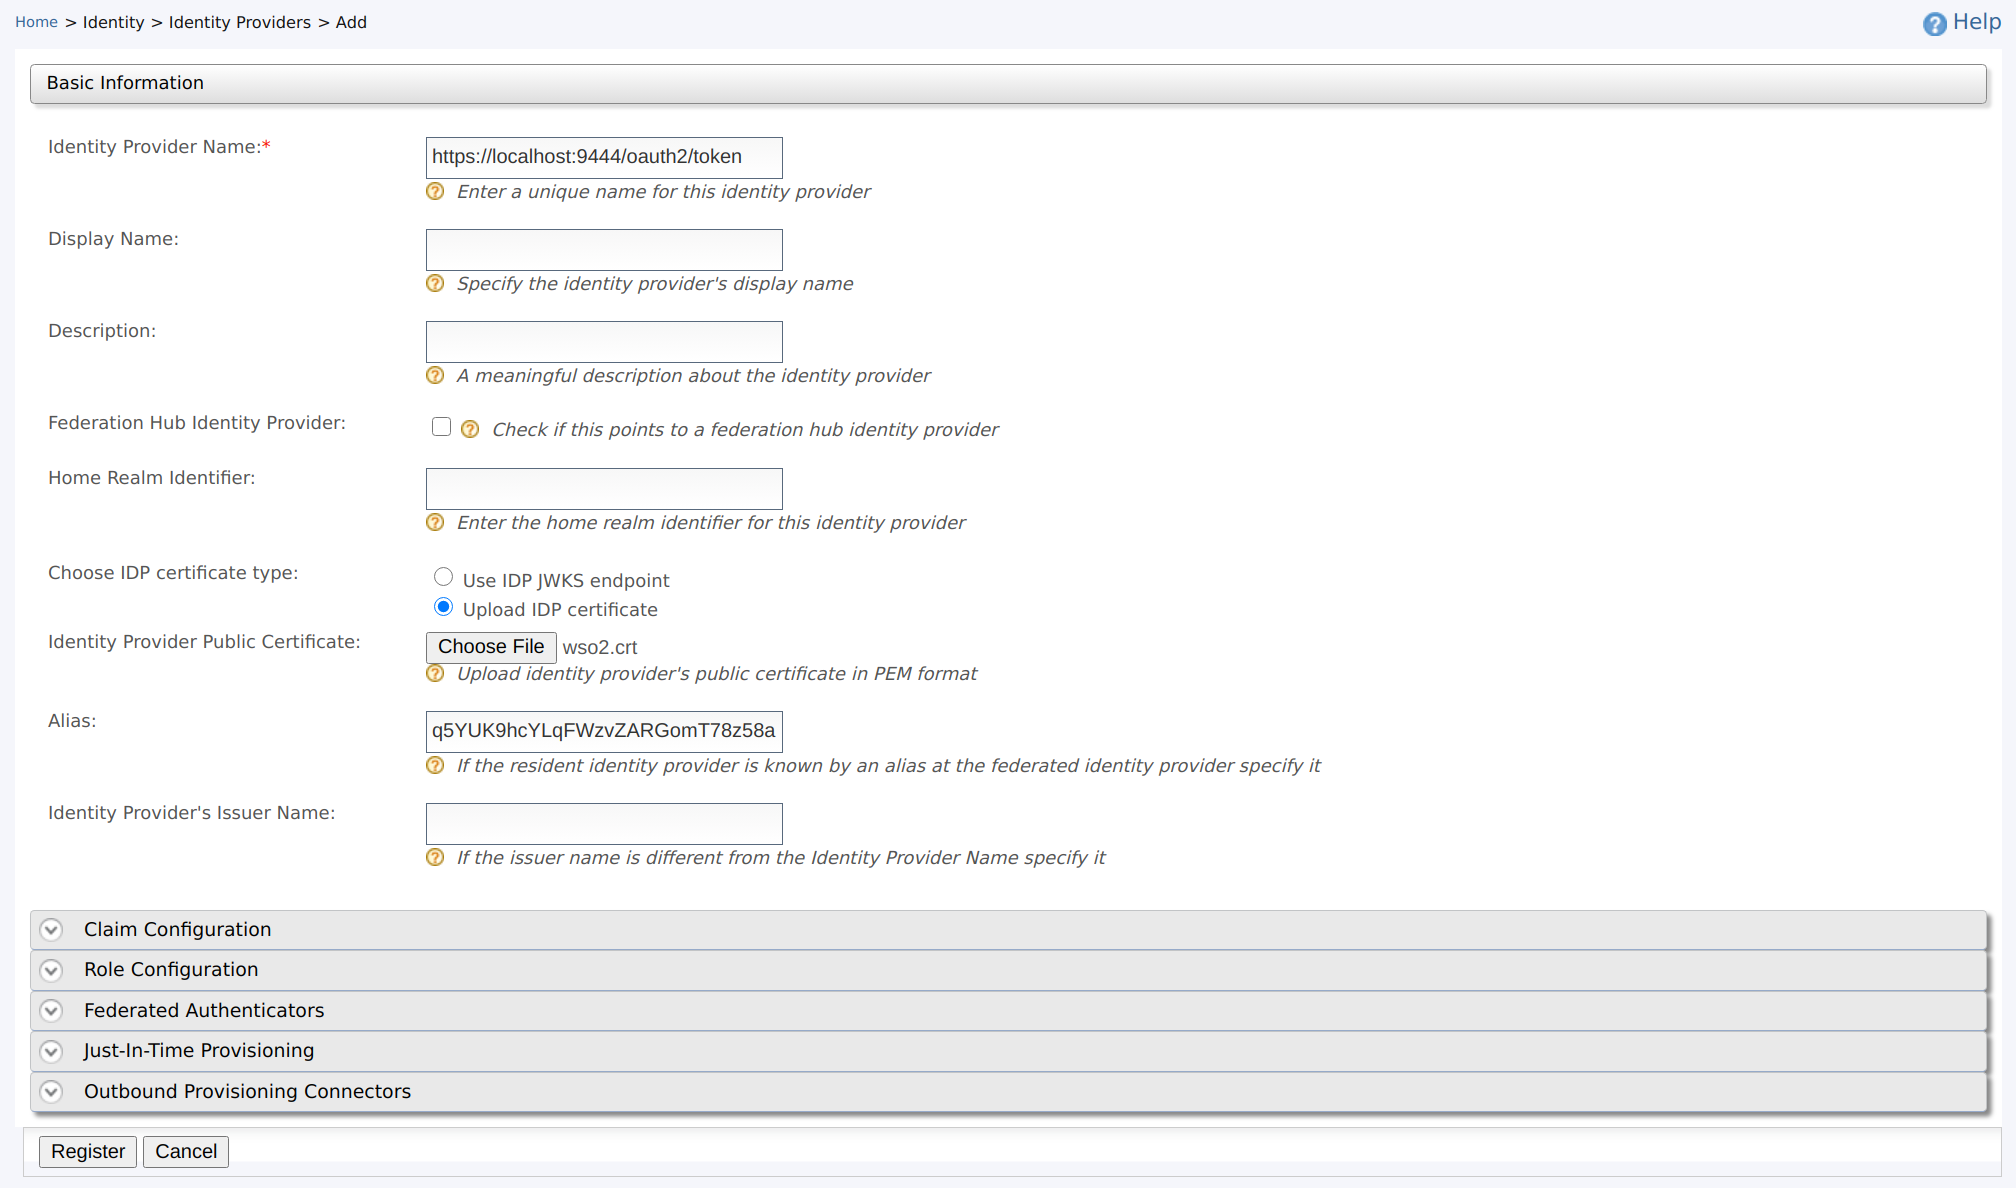 Home > Identity > Identity Providers > Add
Help
Basic Information
Identity Provider Name:*
https://localhost:9444/oauth2/token
Enter a unique name for this identity provider
Display Name:
Specify the identity provider's display name
Description:
A meaningful description about the identity provider
Federation Hub Identity Provider:
Check if this points to a federation hub identity provider
Home Realm Identifier:
Enter the home realm identifier for this identity provider
Choose IDP certificate type:
Use IDP JWKS endpoint
Upload IDP certificate
Identity Provider Public Certificate:
Choose File wso2.crt
Upload identity provider's public certificate in PEM format
Alias:
q5YUK9hcYLqFWzvZARGomT78z58a
If the resident identity provider is known by an alias at the federated identity provider specify it
Identity Provider's Issuer Name:
If the issuer name is different from the Identity Provider Name specify it
Claim Configuration
Role Configuration
Federated Authenticators
Just-In-Time Provisioning
Outbound Provisioning Connectors
Register Cancel